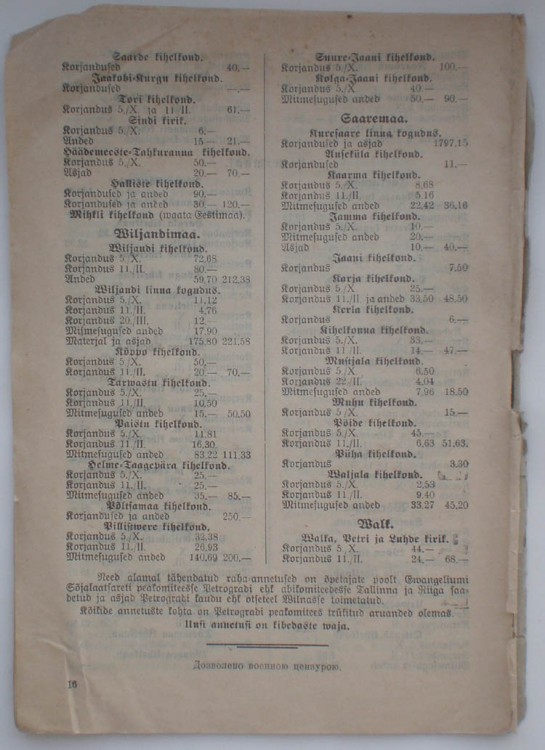 Saarde kihelkond.
Korjandused 40,—
Jaakobi-Kurgu kihelkond.
Korjandused —.—
Tori kihelkond.
Korjandus 5./X. ja 11./II. 61.—
Sindi kirik.
Korjandus 5./X. 6.—
Anded 15— 21.—
Häädemeeste-Tahkuranna kihelkond.
Korjandus 5./X. 50.—
Asjad 20.— 70.—
Halliste kihelkond.
Korjandused ja anded 90,—
Korjandused ja anded 30— 120.—
Mihkli kihelkond (waata Eestimaa).
Wiljandimaa.
Wiljandi kihelkond.
Korjandus 5./X. 72,68
Korjandus 11./II. 80.—
Anded 59,70 212,38
Wiljandi linna kogudus.
Korjandus 5./X. 11,12
Korjandus 11./II. 4,76
Korjandus 20./III. 12.—
Mitmesugused anded 17.90
Materjal ja asjad 175.80 221.58
Kõppo kihelkond.
Korjandus 5./X. 50,—
Korjandus 11./II. 20.— 70.—
Tarwastu kihelkond.
Korjandus 5./X. 25,—
Korjandus 11./II. 10,50
Mitmesugused anded 15,— 50,50
Paistu kihelkond.
Korjandus 5./X. 11,81
Korjandus 11./II. 16,30.
Mitmesugused anded 83,22 111.33
Helme-Taagepära kihelkond.
Korjandus 5./X. 25,—
Korjandus 11./II. 25,—
Mitmesugused anded 35,— 85.—
Põltsamaa kihelkond.
Korjandused ja anded 250.—
Pillistwere kihelkond.
Korjandus 5./X. 32,38
Korjandus 11./II. 26,93
Mitmesugused anded 140,69 200,—
Suure-Jaani kihelkond.
Korjandus 5./X. 100.—
Kolga-Jaani kihelkond.
Korjandus 5./X. 40.—
Mitmesugused anded 50.— 90.—
Saaremaa.
Kuresaare linna kogudus.
Korjandused ja asjad 1797,15
Anseküla kihelkond.
Korjandused 11.—
Kaarma kihelkond.
Korjandus 5./X. 8,68
Korjandus 11./II. 5.16
Mitmesugused anded 22,42 36,16
Jamma kihelkond.
Korjandus 5./X. 10.—
Mitmesugused anded 20.—
Asjad 10.— 40.—
Jaani kihelkond.
Korjandus 7.50
Karja kihelkond.
Korjandus 5./X. 25.—
Korjandus 11./II. ja anded 33,50 48.50
Keria kihelkond.
Korjandus 6.—
Kihelkonna kihelkond.
Korjandus 5./X. 33.—
Korjandus 11./II. 14.— 47.—
Mustjala kihelkond.
Korjandus 5./X. 6.50
Korjandus 22./II. 4.04
Mitmesugused anded 7,96 18.50
Muhu kihelkond.
Korjandus 5./X. 15.—
Pöide kihelkond.
Korjandus 5./X. 45.—
Korjandus 11./II. 6,63 51.63.
Püha kihelkond.
Korjandus 3.30
Waljala kihelkond.
Korjandus 5./X. 2,53
Korjandus 11./II. 9,40
Mitmesugused anded 33,27 45,20
Walk.
Walka, Petri ja Luhde kirik.
Korjandus 5./X. 44.—
Korjandus 11./II. 24.— 68.—
Need alamal tähendatud raha-annetused on õpetajate poolt Ewangeliumi
Sõjalaatsareti peakomiteesse Petrogradi ehk abikomiteedesse Tallinna ja Riiga saa-
detud ja asjad Petrogradi kaudu ehk otseteel Wilnasse toimetatud.
Kõikide annetuste kohta on Petrogradi peakomitees trükitud aruanded olemas.
Uusi annetusi on kibedaste waja.
Дозволено военною цензурою.
16